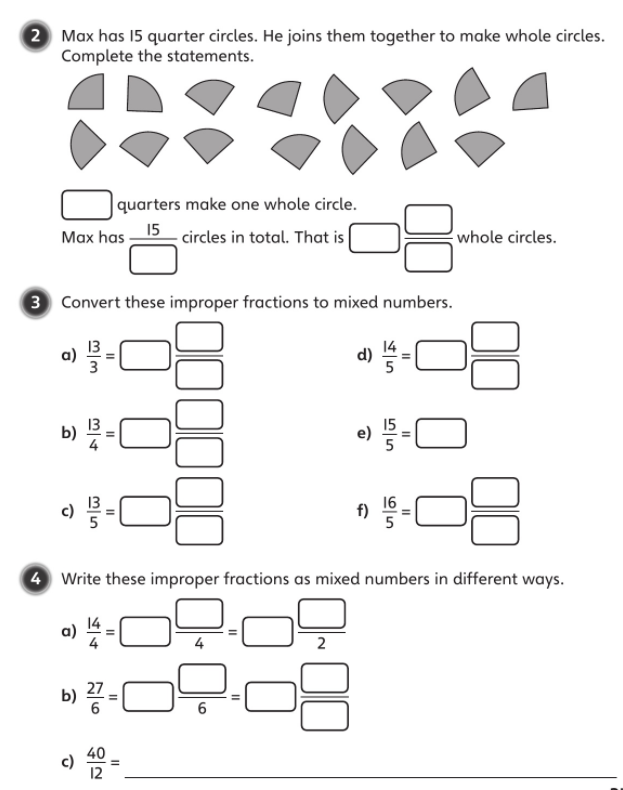 2 Max has 15 quarter circles. He joins them together to make whole circles.
Complete the statements.
quarters make one whole circle.
Max has 15/ circles in total. That is whole circles.
3 Convert these improper fractions to mixed numbers.
a) 13/3 =
d) 14/5 =
b) 13/4 =
e) 15/5 =
c) 13/5 =
f) 16/5 =
4 Write these improper fractions as mixed numbers in different ways.
a) 14/4 = /4 = /2
b) 27/6 = /6 =
c) 40/12 =